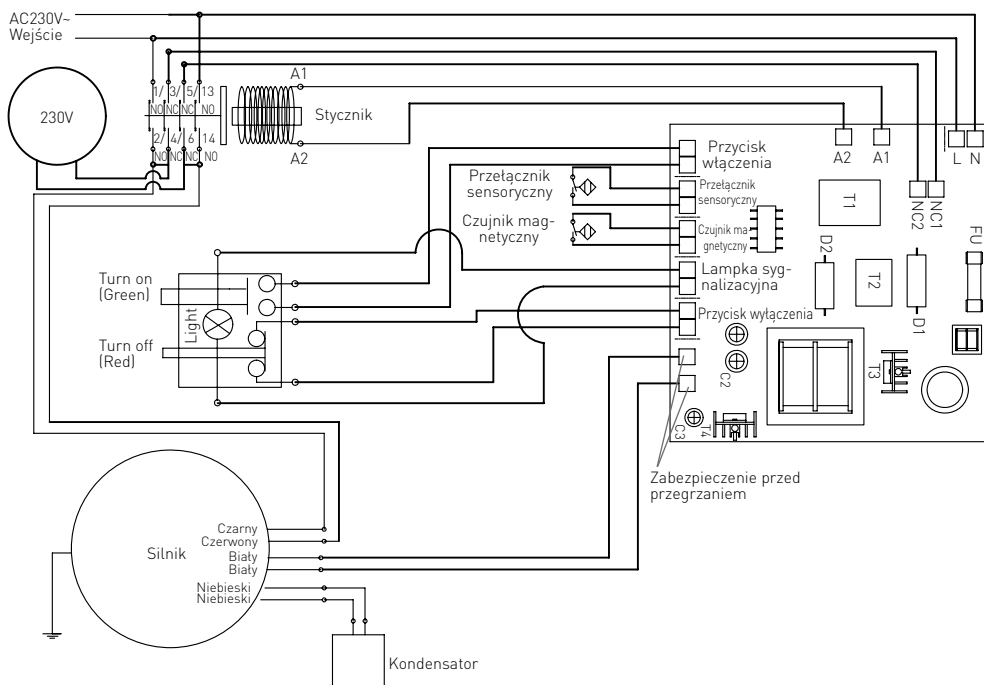 AC230V~
Wejście
230V
1/ 3/ 5/ 13
NO NC NC NO
2/ 4/ 6 14
NO NC NC NO
A1
Stycznik
A2
Przycisk
włączenia
Przełącznik
sensoryczny
Przełącznik
sensoryczny
Czujnik mag-
netyczny
Czujnik ma-
gnetyczny
Lampka syg-
nalizacyjna
Przycisk wyłączenia
A2
A1
L N
NC2
NC1
T1
D2
T2
D1
FU
T3
C2
C3
T4
Turn on
(Green)
Light
Turn off
(Red)
Zabezpieczenie przed
przegrzaniem
Silnik
Czarny
Czerwony
Biały
Biały
Niebieski
Niebieski
Kondensator